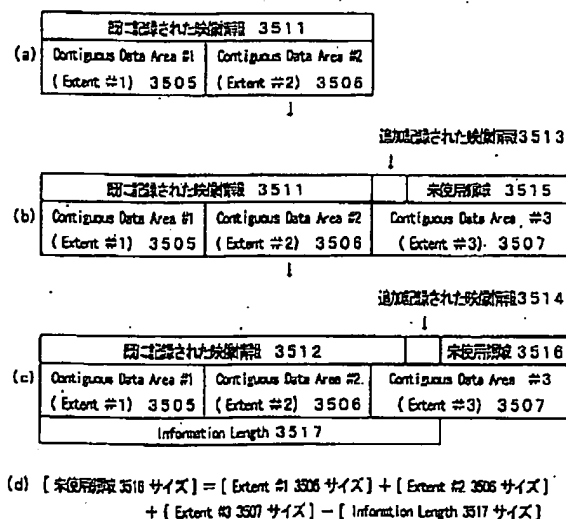 既に記録された映像情報 3511
(a) Contiguous Data Area #1 Contiguous Data Area #2
(Extent #1) 3505 (Extent #2) 3506
追加記録された映像情報3513
既に記録された映像情報 3511 未使用領域 3515
(b) Contiguous Data Area #1 Contiguous Data Area #2 Contiguous Data Area #3
(Extent #1) 3505 (Extent #2) 3506 (Extent #3) 3507
追加記録された映像情報3514
既に記録された映像情報 3512 未使用領域 3516
(c) Contiguous Data Area #1 Contiguous Data Area #2 Contiguous Data Area #3
(Extent #1) 3505 (Extent #2) 3506 (Extent #3) 3507
Information Length 3517
(d) [未使用領域 3516 サイズ] = [Extent #1 3505 サイズ] + [Extent #2 3506 サイズ]
+ [Extent #3 3507 サイズ] − [Information Length 3517 サイズ]